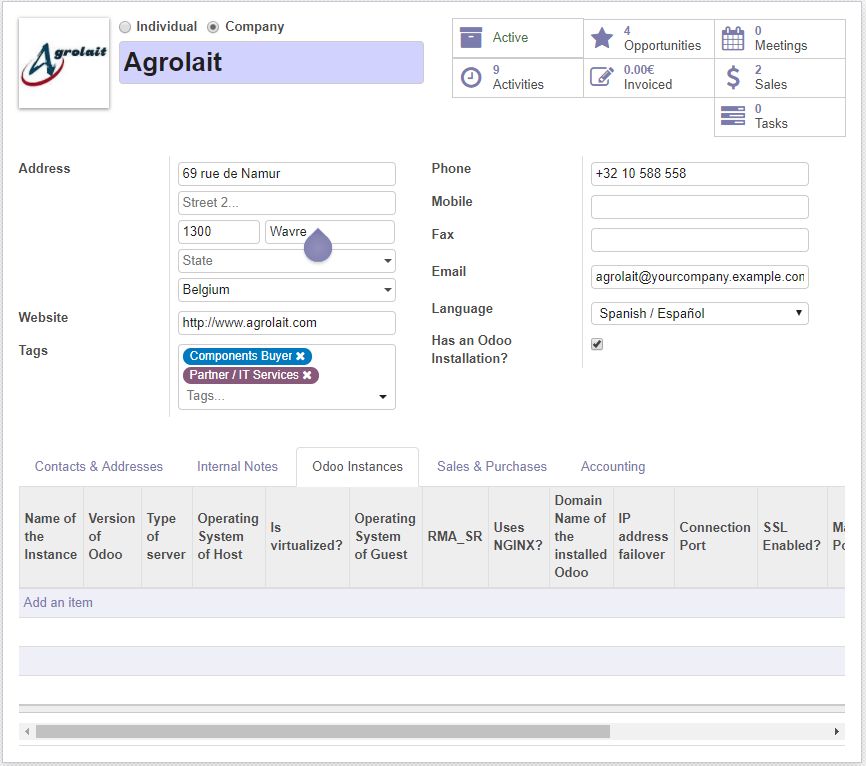 Agrolait
Individual Company
Agrolait
Active
4
Opportunities
0
Meetings
9
Activities
0.00€
Invoiced
2
Sales
0
Tasks
Address
69 rue de Namur
Street 2...
1300 Wavre
State
Belgium
Website
http://www.agrolait.com
Tags
Components Buyer ✖
Partner / IT Services ✖
Tags...
Phone
+32 10 588 558
Mobile
Fax
Email
agrolait@yourcompany.example.com
Language
Spanish / Español
Has an Odoo
Installation?
Contacts & Addresses Internal Notes Odoo Instances Sales & Purchases Accounting
Name of
the
Instance
Version
of
Odoo
Type
of
server
Operating
System
of Host
Is
virtualized?
Operating
System
of Guest
RMA_SR
Uses
NGINX?
Domain
Name of
the
installed
Odoo
IP
address
failover
Connection
Port
SSL
Enabled?
Add an item